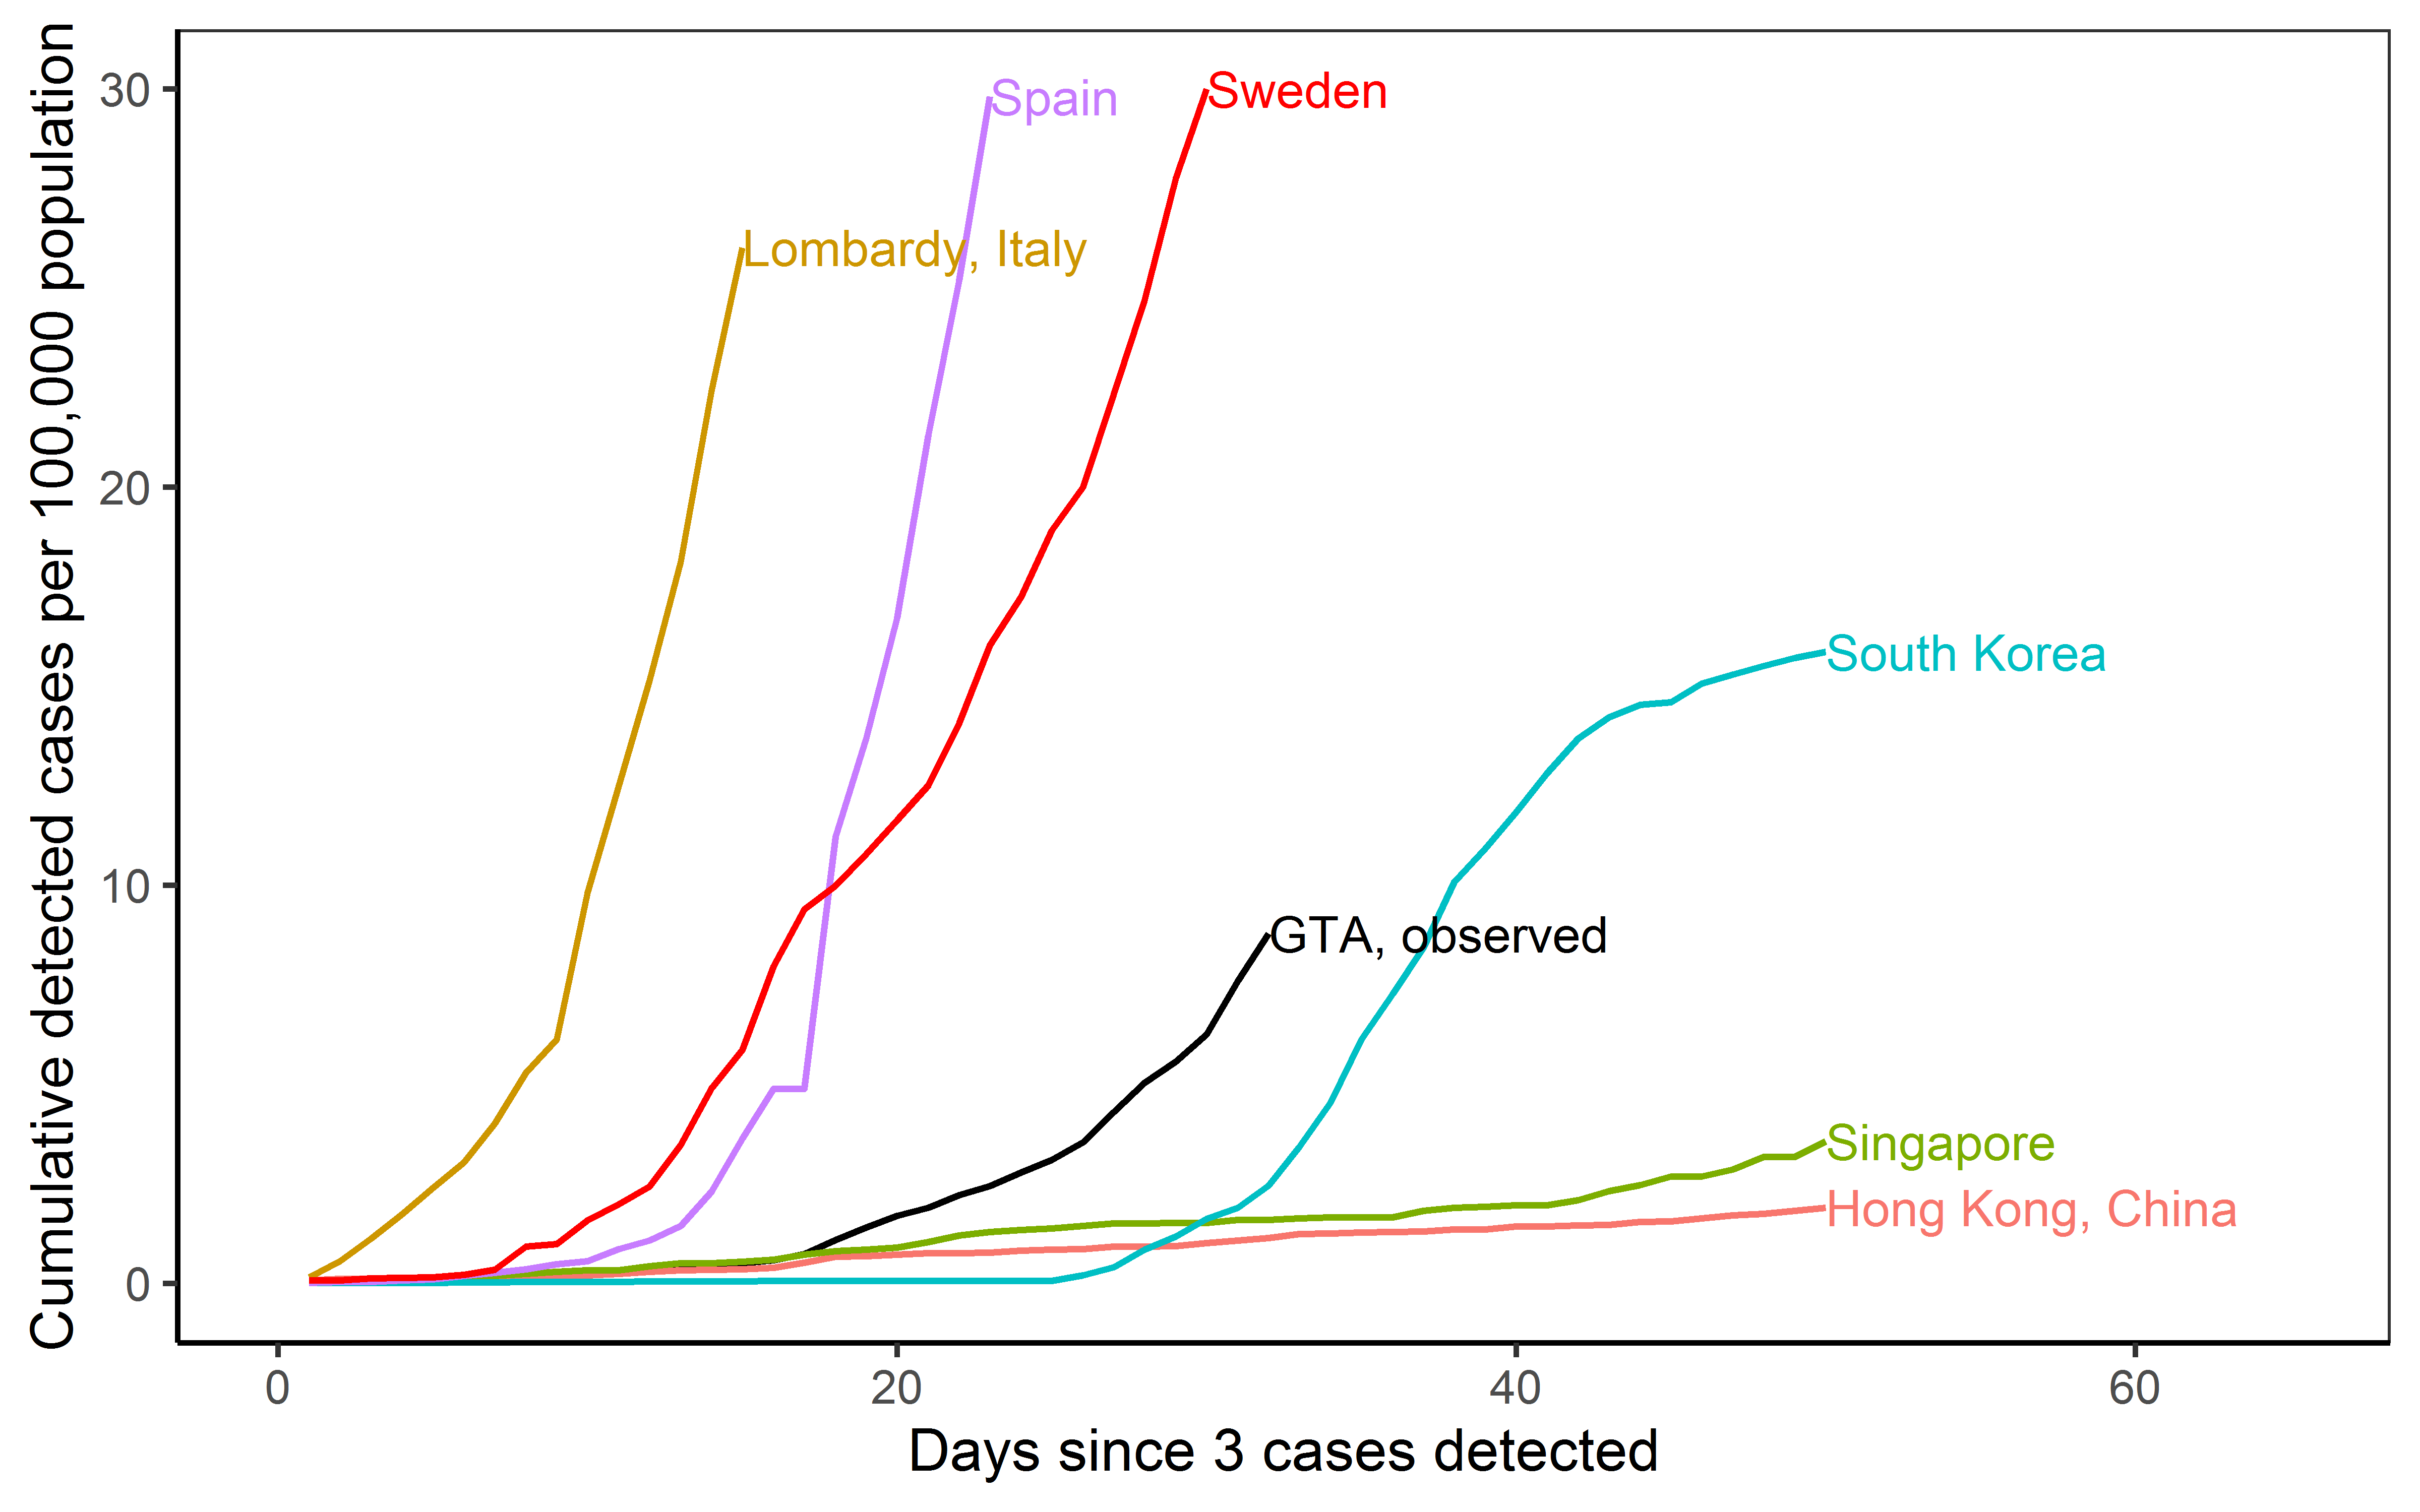 Cumulative detected cases per 100,000 population
30
20
10
0
Spain
Sweden
Lombardy, Italy
South Korea
GTA, observed
Singapore
Hong Kong, China
0
20
40
60
Days since 3 cases detected